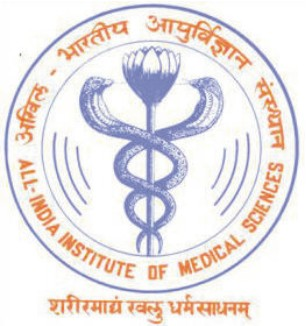 अखिल - भारतीय आयुर्विज्ञान संस्थान
ALL-INDIA INSTITUTE OF MEDICAL SCIENCES
शरीरमाद्यं खलु धर्मसाधनम्